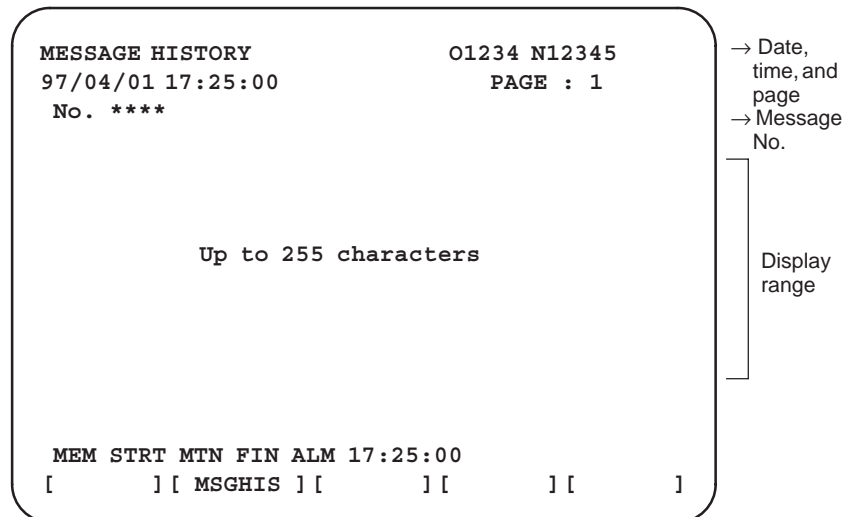 MESSAGE HISTORY O1234 N12345
97/04/01 17:25:00 PAGE : 1
No. ****
Up to 255 characters
MEM STRT MTN FIN ALM 17:25:00
[ ] [ MSGHIS ] [ ] [ ] [ ]
→ Date,
time, and
page
→ Message
No.
Display
range